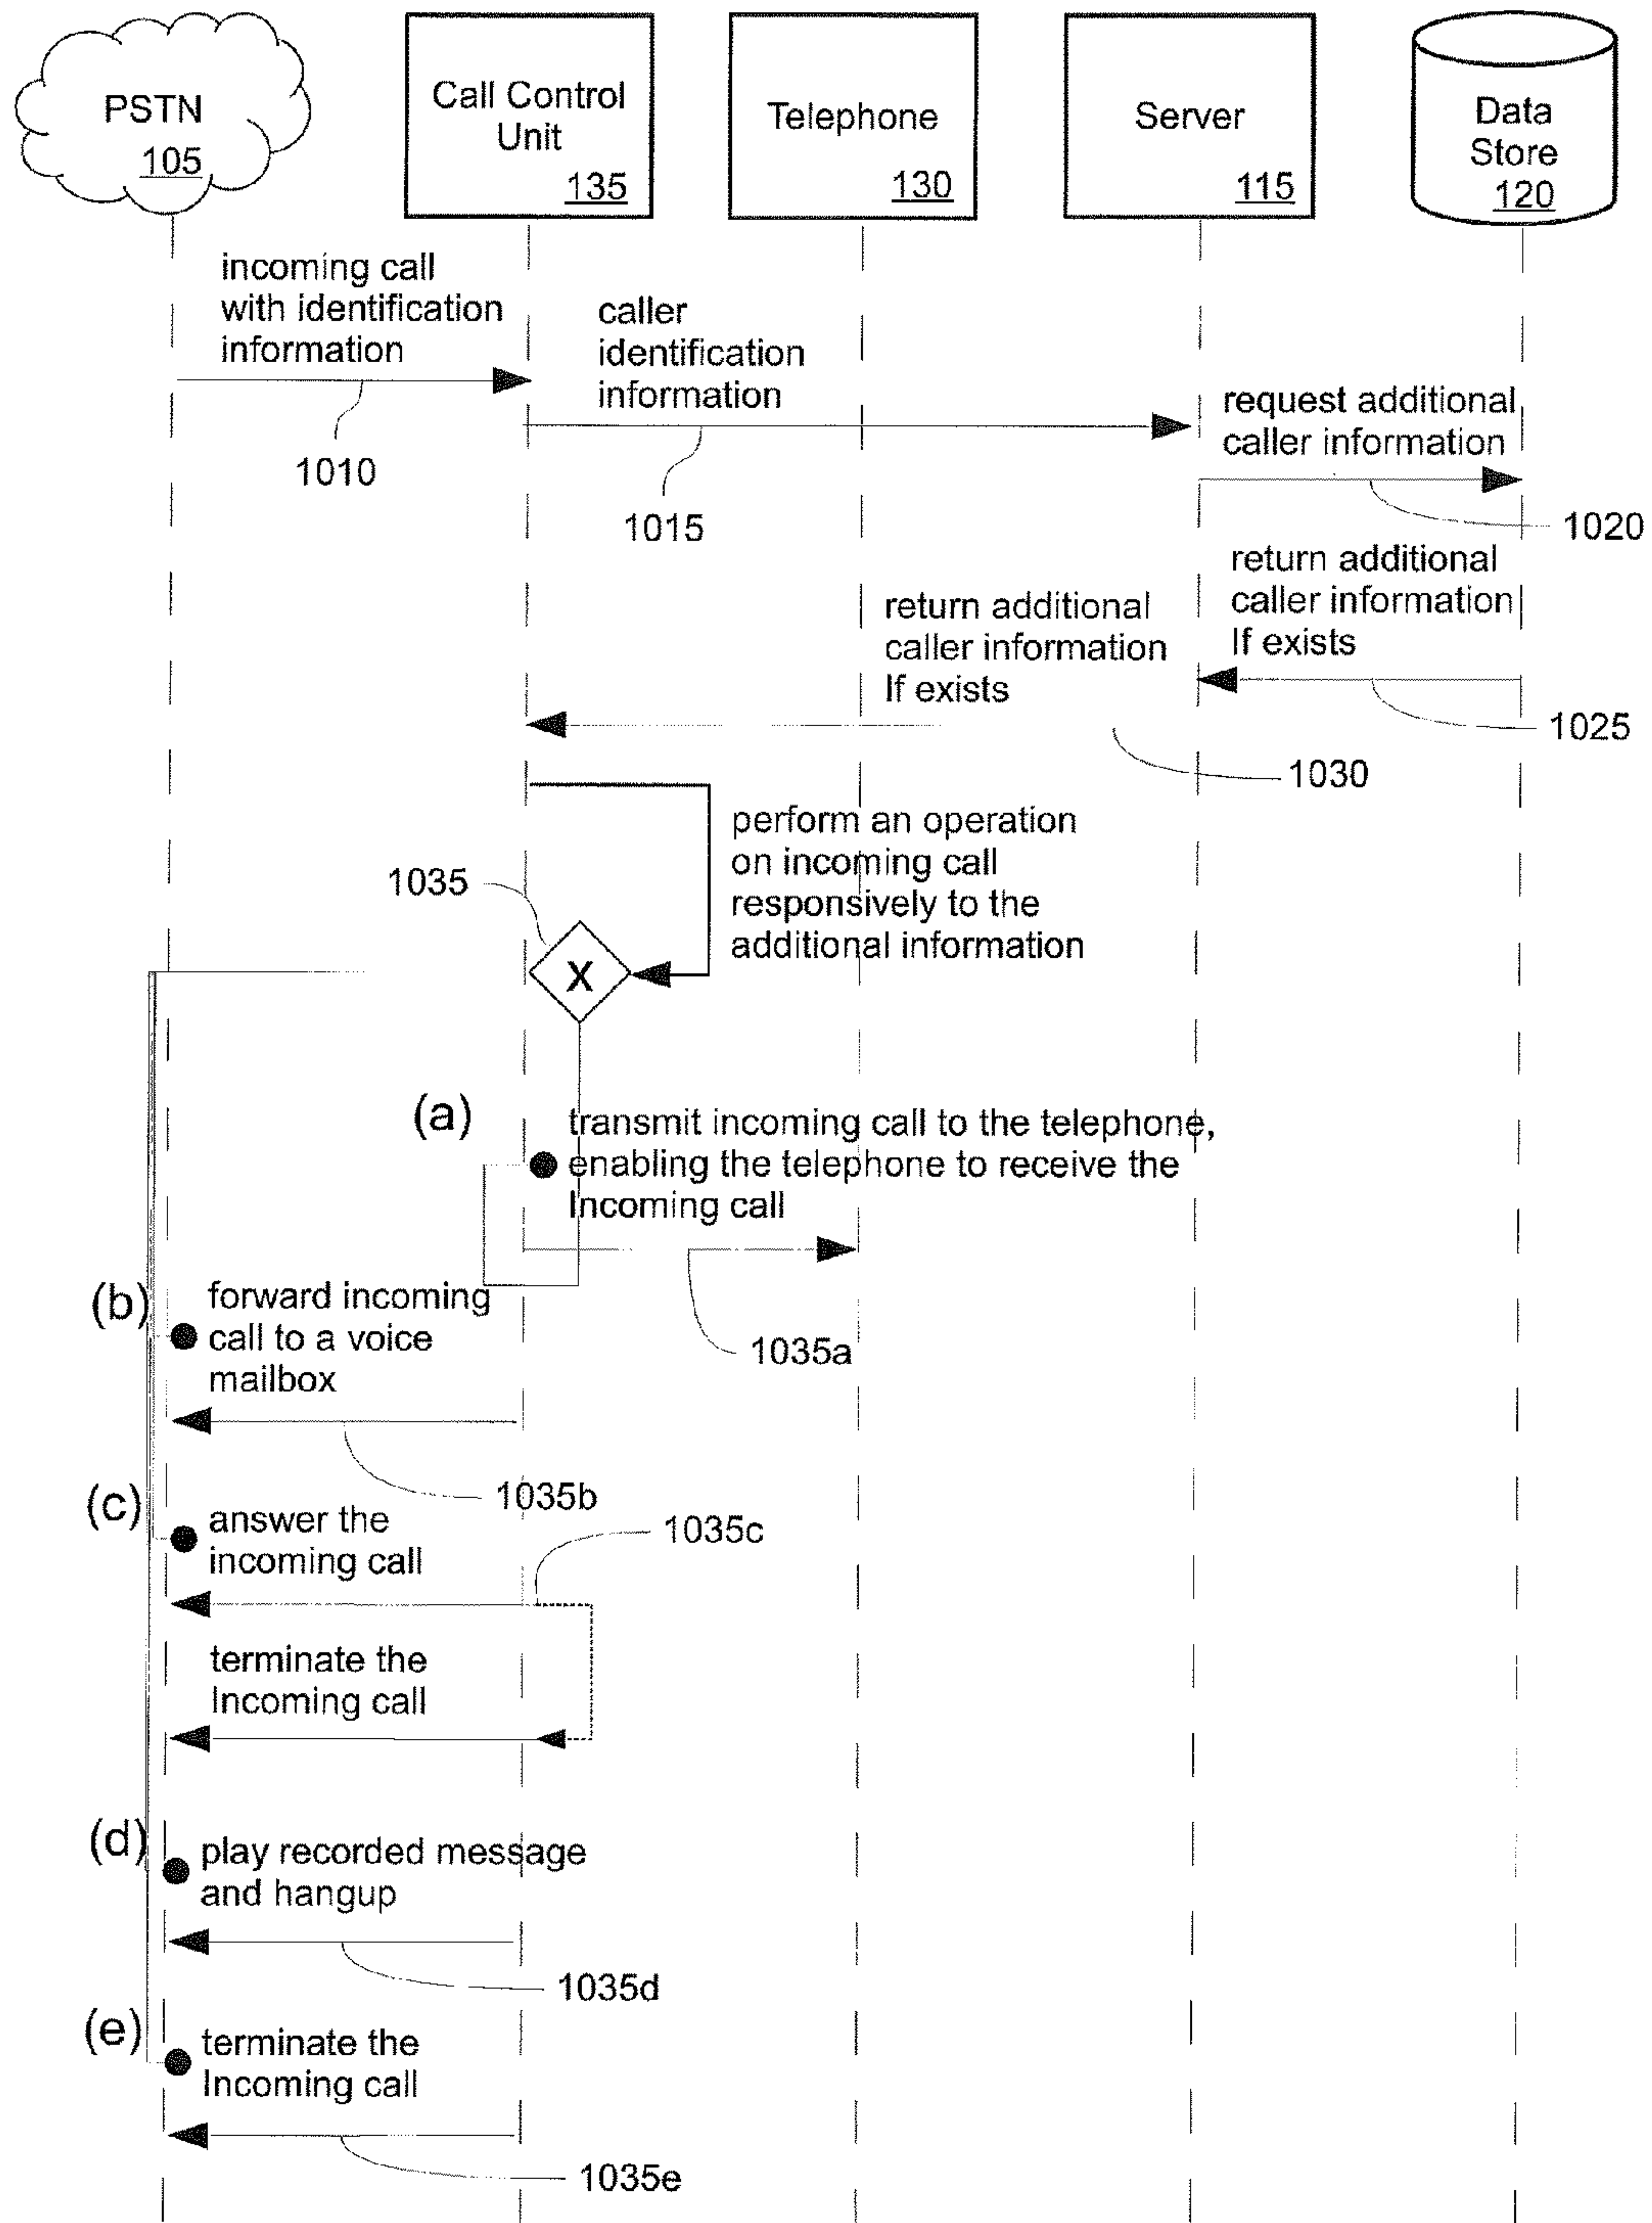 PSTN
105
Call Control
Unit
135
Telephone
130
Server
115
Data
Store
120
incoming call
with identification
information
1010
caller
identification
information
1015
request additional
caller information
1020
return additional
caller information
If exists
1025
return additional
caller information
If exists
1030
perform an operation
on incoming call
responsively to the
additional information
1035
X
(a)
transmit incoming call to the telephone,
enabling the telephone to receive the
Incoming call
1035a
(b)
forward incoming
call to a voice
mailbox
1035b
(c)
answer the
incoming call
1035c
terminate the
Incoming call
(d)
play recorded message
and hangup
1035d
(e)
terminate the
Incoming call
1035e